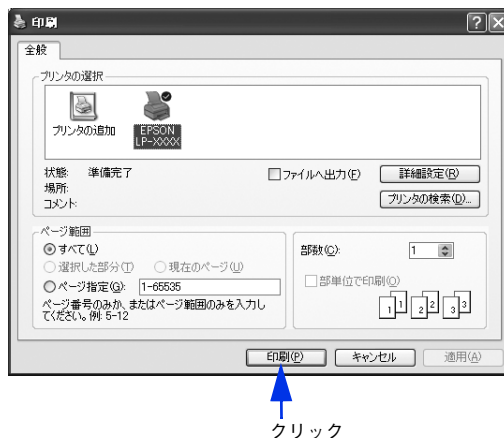 印刷
全般
プリンタの選択
プリンタの追加
EPSON
LP-XXXX
状態: 準備完了
場所:
コメント:
ファイルへ出力(F)
詳細設定(R)
プリンタの検索(D)...
ページ範囲
すべて(L)
選択した部分(T) 現在のページ(U)
ページ指定(G): 1-65535
ページ番号のみか、またはページ範囲のみを入力し
てください。例: 5-12
部数(C): 1
部単位で印刷(O)
1 1 2 2 3 3
印刷(P) キャンセル 適用(A)
クリック